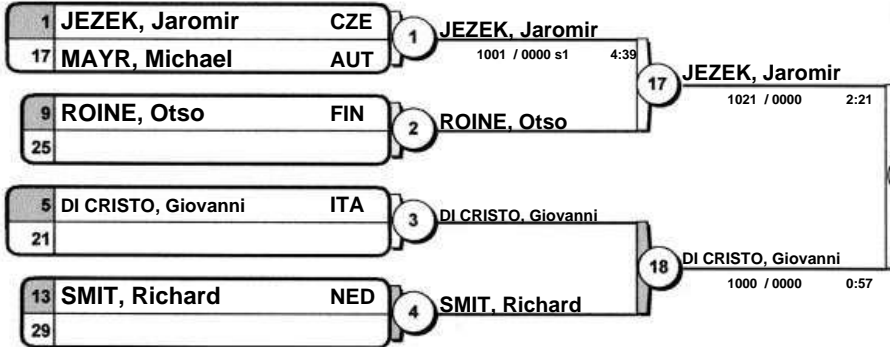 1 JEZEK, Jaromir CZE
17 MAYR, Michael AUT
1
JEZEK, Jaromir
1001 / 0000 s1 4:39
9 ROINE, Otso FIN
25
2
ROINE, Otso
17
JEZEK, Jaromir
1021 / 0000 2:21
5 DI CRISTO, Giovanni ITA
21
3
DI CRISTO, Giovanni
13 SMIT, Richard NED
29
4
SMIT, Richard
18
DI CRISTO, Giovanni
1000 / 0000 0:57